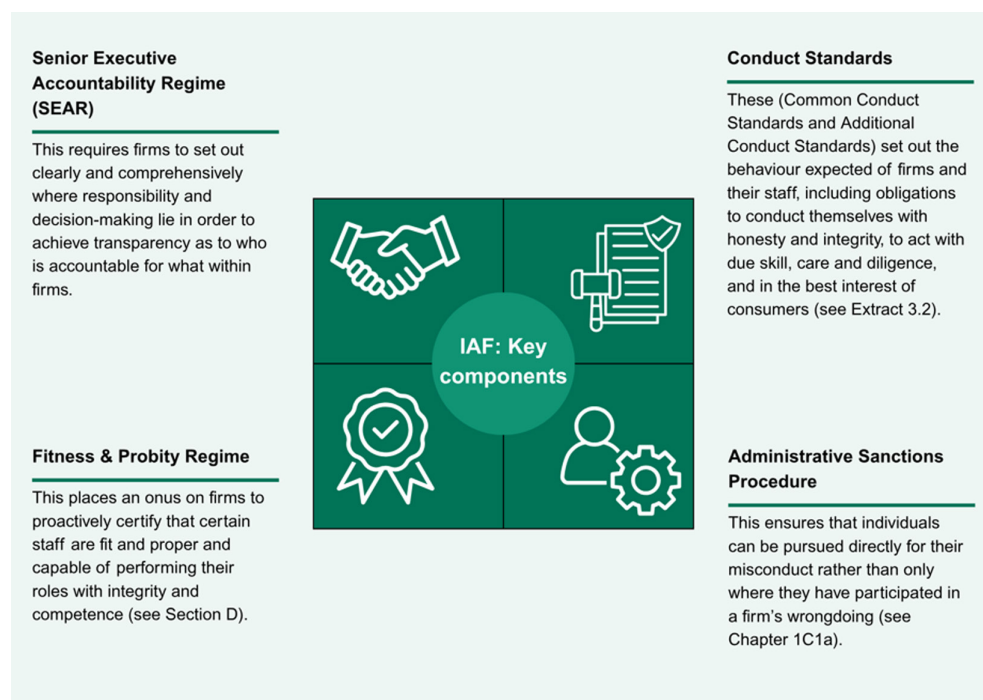 Senior Executive
Accountability Regime
(SEAR)
This requires firms to set out
clearly and comprehensively
where responsibility and
decision-making lie in order to
achieve transparency as to who
is accountable for what within
firms.
Conduct Standards
These (Common Conduct
Standards and Additional
Conduct Standards) set out the
behaviour expected of firms and
their staff, including obligations
to conduct themselves with
honesty and integrity, to act with
due skill, care and diligence,
and in the best interest of
consumers (see Extract 3.2).
IAF: Key
components
Fitness & Probity Regime
This places an onus on firms to
proactively certify that certain
staff are fit and proper and
capable of performing their
roles with integrity and
competence (see Section D).
Administrative Sanctions
Procedure
This ensures that individuals
can be pursued directly for their
misconduct rather than only
where they have participated in
a firm's wrongdoing (see
Chapter 1C1a).